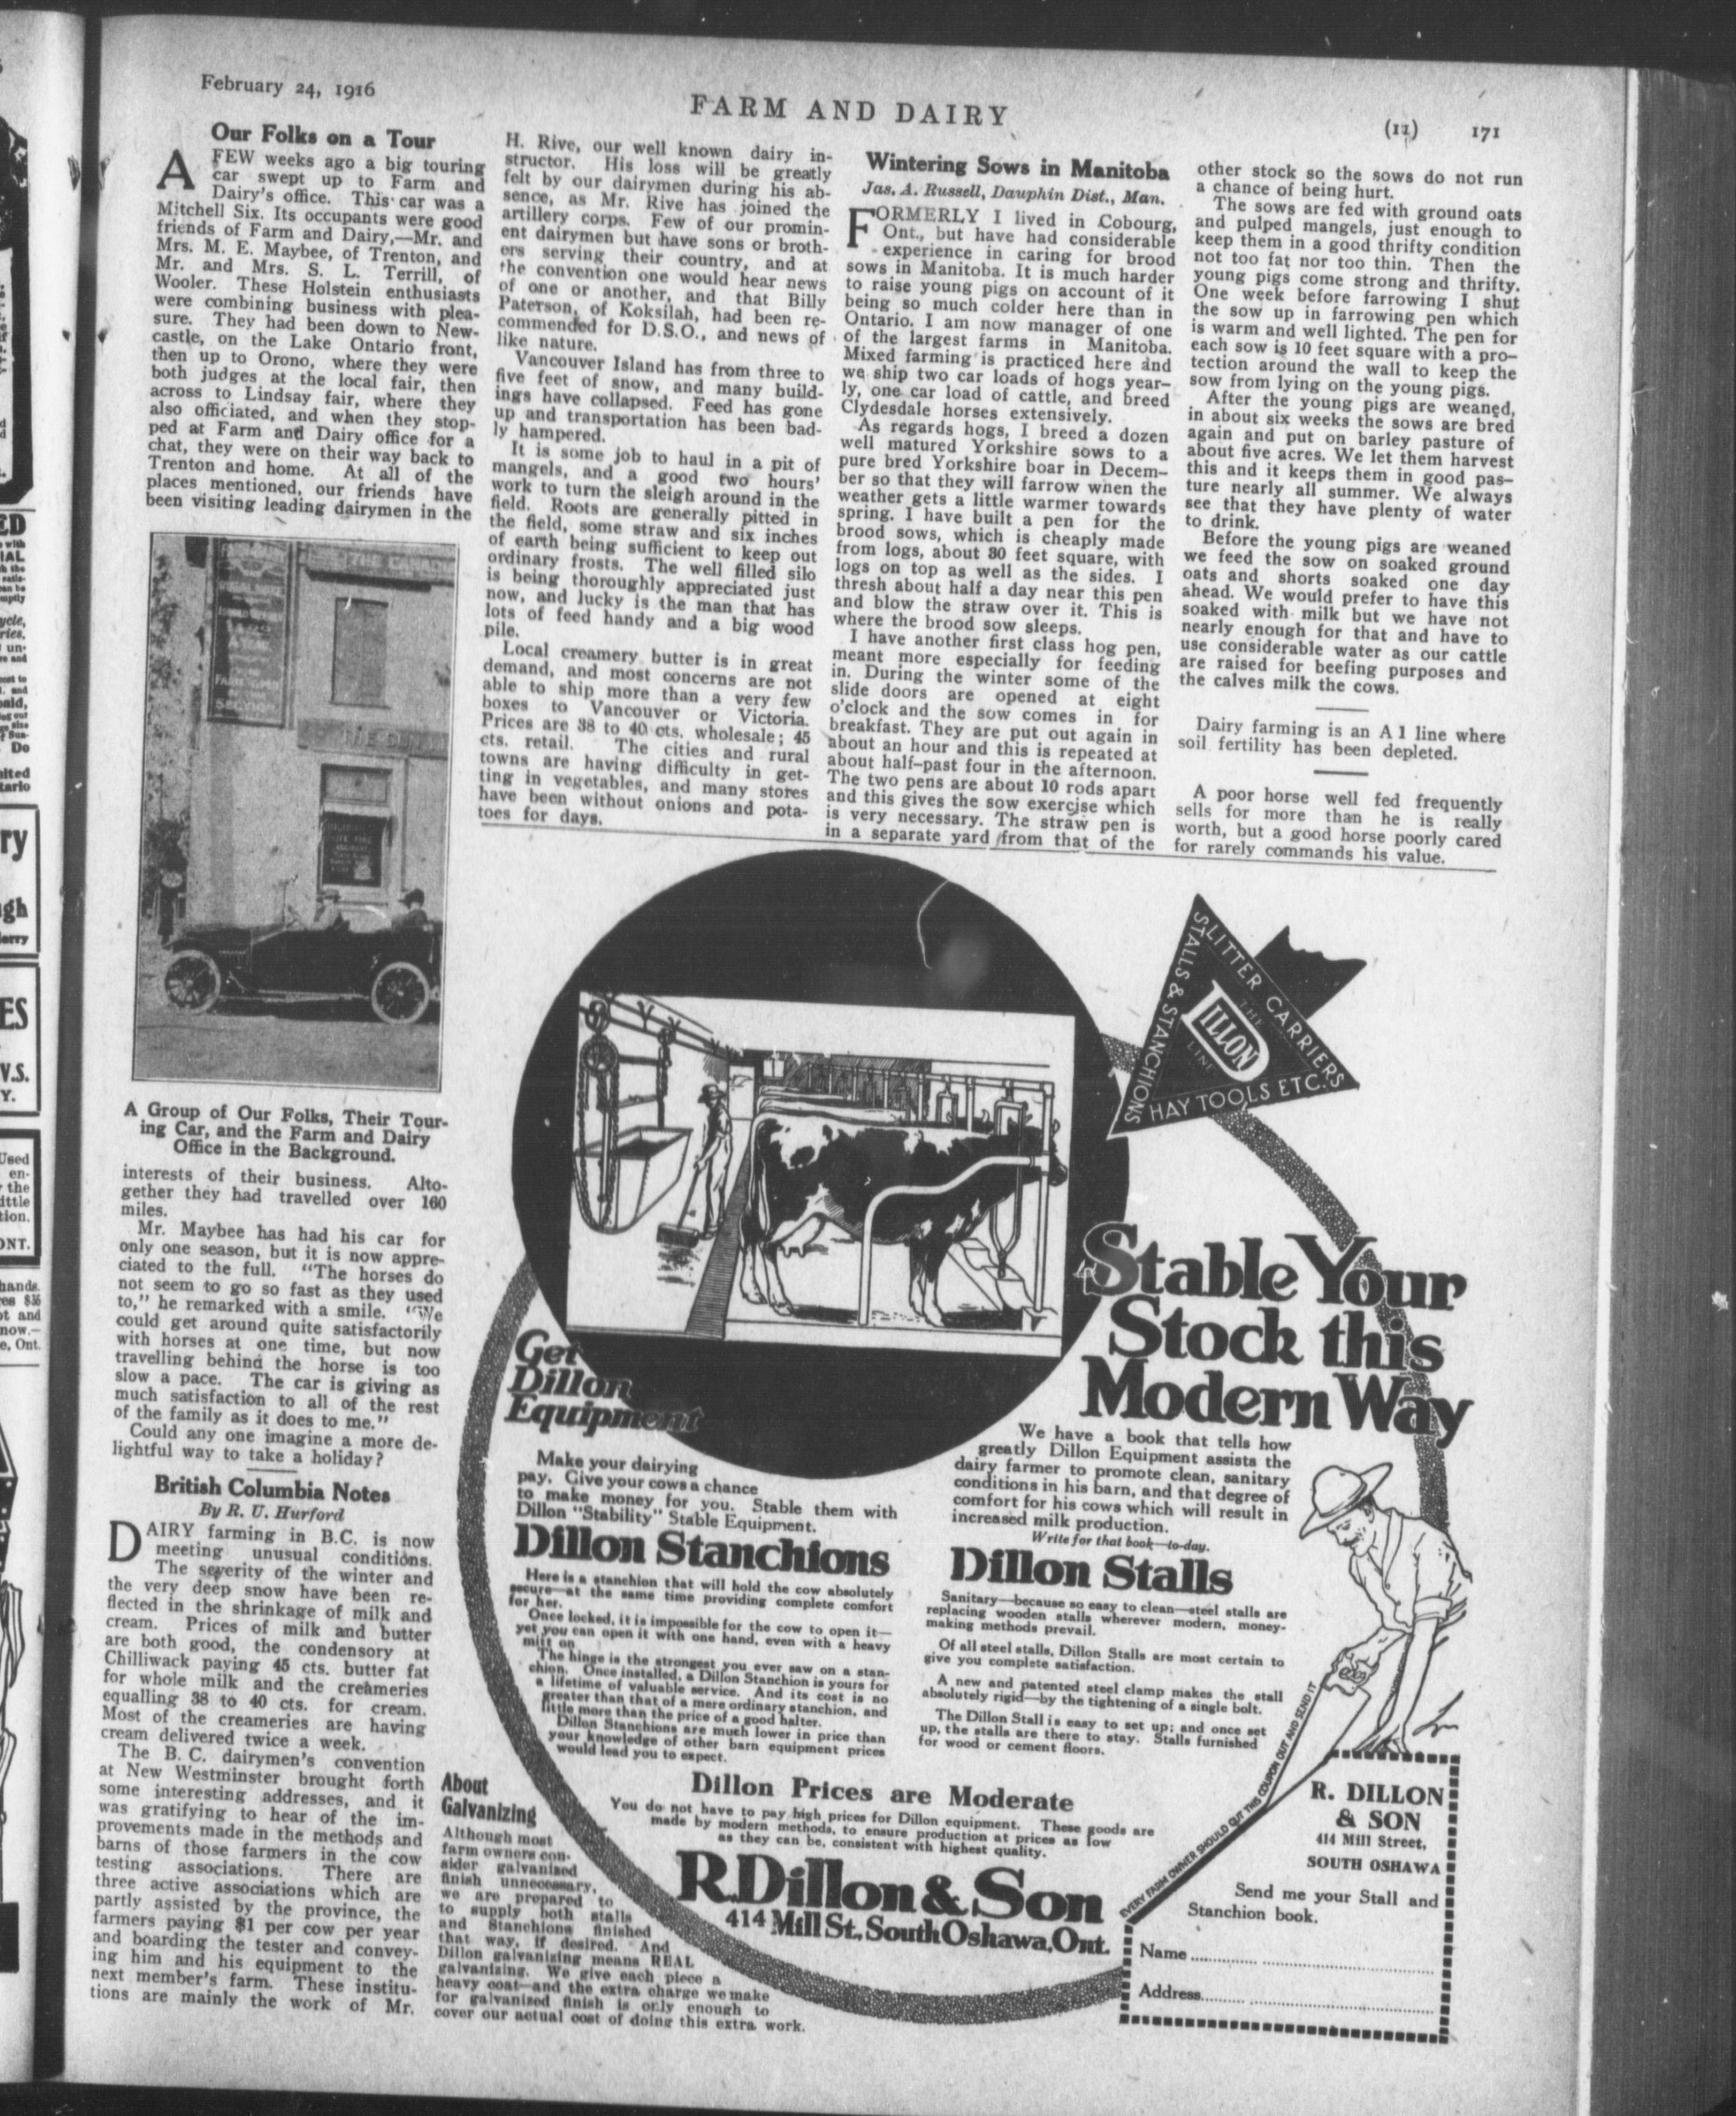 February 24, 1916
FARM AND DAIRY
(11) 171
Our Folks on a Tour
A FEW weeks ago a big touring
car swept up to Farm and
Dairy's office. This car was a
Mitchell Six. Its occupants were good
friends of Farm and Dairy,—Mr. and
Mrs. M. E. Maybee, of Trenton, and
Mr. and Mrs. S. L. Terrill, of
Wooler. These Holstein enthusiasts
were combining business with plea-
sure. They had been down to New-
castle, on the Lake Ontario front,
then up to Orono, where they were
both judges at the local fair, then
across to Lindsay fair, where they
also officiated, and when they stop-
ped at Farm and Dairy office for a
chat, they were on their way back to
Trenton and home. At all of the
places mentioned, our friends have
been visiting leading dairymen in the
A Group of Our Folks, Their Tour-
ing Car, and the Farm and Dairy
Office in the Background.
interests of their business. Alto-
gether they had travelled over 160
miles.
Mr. Maybee has had his car for
only one season, but it is now appre-
ciated to the full. "The horses do
not seem to go so fast as they used
to," he remarked with a smile. "We
could get around quite satisfactorily
with horses at one time, but now
travelling behind the horse is too
slow a pace. The car is giving as
much satisfaction to all of the rest
of the family as it does to me."
Could any one imagine a more de-
lightful way to take a holiday?
British Columbia Notes
By R. U. Hurford
DAIRY farming in B.C. is now
meeting unusual conditions.
The severity of the winter and
the very deep snow have been re-
flected in the shrinkage of milk and
cream. Prices of milk and butter
are both good, the condensory at
Chilliwack paying 45 cts. butter fat
for whole milk and the creameries
equalling 38 to 40 cts. for cream.
Most of the creameries are having
cream delivered twice a week.
The B. C. dairymen's convention
at New Westminster brought forth
some interesting addresses, and it
was gratifying to hear of the im-
provements made in the methods and
barns of those farmers in the cow
testing associations. There are
three active associations which are
partly assisted by the province, the
farmers paying $1 per cow per year
and boarding the tester and convey-
ing him and his equipment to the
next member's farm. These institu-
tions are mainly the work of Mr.
H. Rive, our well known dairy in-
structor. His loss will be greatly
felt by our dairymen during his ab-
sence, as Mr. Rive has joined the
artillery corps. Few of our promin-
ent dairymen but have sons or broth-
ers serving their country, and at
the convention one would hear news
of one or another, and that Billy
Paterson, of Koksilah, had been re-
commended for D.S.O., and news of
like nature.
Vancouver Island has from three to
five feet of snow, and many build-
ings have collapsed. Feed has gone
up and transportation has been bad-
ly hampered.
It is some job to haul in a pit of
mangels, and a good two hours'
work to turn the sleigh around in the
field. Roots are generally pitted in
the field, some straw and six inches
of earth being sufficient to keep out
ordinary frosts. The well filled silo
is being thoroughly appreciated just
now, and lucky is the man that has
lots of feed handy and a big wood
pile.
Local creamery butter is in great
demand, and most concerns are not
able to ship more than a very few
boxes to Vancouver or Victoria.
Prices are 38 to 40 cts. wholesale; 45
cts. retail. The cities and rural
towns are having difficulty in get-
ting in vegetables, and many stores
have been without onions and pota-
toes for days.
Wintering Sows in Manitoba
Jas. A. Russell, Dauphin Dist., Man.
FORMERLY I lived in Cobourg,
Ont., but have had considerable
experience in caring for brood
sows in Manitoba. It is much harder
to raise young pigs on account of it
being so much colder here than in
Ontario. I am now manager of one
of the largest farms in Manitoba.
Mixed farming is practiced here and
we ship two car loads of hogs year-
ly, one car load of cattle, and breed
Clydesdale horses extensively.
As regards hogs, I breed a dozen
well matured Yorkshire sows to a
pure bred Yorkshire boar in Decem-
ber so that they will farrow when the
weather gets a little warmer towards
spring. I have built a pen for the
brood sows, which is cheaply made
from logs, about 30 feet square, with
logs on top as well as the sides. I
thresh about half a day near this pen
and blow the straw over it. This is
where the brood sow sleeps.
I have another first class hog pen,
meant more especially for feeding
in. During the winter some of the
slide doors are opened at eight
o'clock and the sow comes in for
breakfast. They are put out again in
about an hour and this is repeated at
about half-past four in the afternoon.
The two pens are about 10 rods apart
and this gives the sow exercise which
is very necessary. The straw pen is
in a separate yard from that of the
other stock so the sows do not run
a chance of being hurt.
The sows are fed with ground oats
and pulped mangels, just enough to
keep them in a good thrifty condition
not too fat nor too thin. Then the
young pigs come strong and thrifty.
One week before farrowing I shut
the sow up in farrowing pen which
is warm and well lighted. The pen for
each sow is 10 feet square with a pro-
tection around the wall to keep the
sow from lying on the young pigs.
After the young pigs are weaned,
in about six weeks the sows are bred
again and put on barley pasture of
about five acres. We let them harvest
this and it keeps them in good pas-
ture nearly all summer. We always
see that they have plenty of water
to drink.
Before the young pigs are weaned
we feed the sow on soaked ground
oats and shorts soaked one day
ahead. We would prefer to have this
soaked with milk but we have not
nearly enough for that and have to
use considerable water as our cattle
are raised for beefing purposes and
the calves milk the cows.
Dairy farming is an A 1 line where
soil fertility has been depleted.
A poor horse well fed frequently
sells for more than he is really
worth, but a good horse poorly cared
for rarely commands his value.
LITTER CARRIERS
STALLS & STANCHIONS
HAY TOOLS ETC.
THE
DILLON
LINE
Stable Your
Stock this
Modern Way
Get
Dillon
Equipment
Make your dairying
pay. Give your cows a chance
to make money for you. Stable them with
Dillon "Stability" Stable Equipment.
Dillon Stanchions
Here is a stanchion that will hold the cow absolutely
secure—at the same time providing complete comfort
for her.
Once locked, it is impossible for the cow to open it—
yet you can open it with one hand, even with a heavy
mitt on
The hinge is the strongest you ever saw on a stan-
chion. Once installed, a Dillon Stanchion is yours for
a lifetime of valuable service. And its cost is no
greater than that of a mere ordinary stanchion, and
little more than the price of a good halter.
Dillon Stanchions are much lower in price than
your knowledge of other barn equipment prices
would lead you to expect.
We have a book that tells how
greatly Dillon Equipment assists the
dairy farmer to promote clean, sanitary
conditions in his barn, and that degree of
comfort for his cows which will result in
increased milk production.
Write for that book—to-day.
Dillon Stalls
Sanitary—because so easy to clean—steel stalls are
replacing wooden stalls wherever modern, money-
making methods prevail.
Of all steel stalls, Dillon Stalls are most certain to
give you complete satisfaction.
A new and patented steel clamp makes the stall
absolutely rigid—by the tightening of a single bolt.
The Dillon Stall is easy to set up; and once set
up, the stalls are there to stay. Stalls furnished
for wood or cement floors.
Dillon Prices are Moderate
You do not have to pay high prices for Dillon equipment. These goods are
made by modern methods, to ensure production at prices as low
as they can be, consistent with highest quality.
R. Dillon & Son
414 Mill St., South Oshawa, Ont.
About
Galvanizing
Although most
farm owners con-
sider galvanized
finish unnecessary,
we are prepared to
to supply both stalls
and Stanchions finished
that way, if desired. And
Dillon galvanizing means REAL
galvanizing. We give each piece a
heavy coat—and the extra charge we make
for galvanized finish is only enough to
cover our actual cost of doing this extra work.
EVERY FARM OWNER SHOULD CUT THIS COUPON OUT AND SEND IT
R. DILLON
& SON
414 Mill Street,
SOUTH OSHAWA
Send me your Stall and
Stanchion book.
Name
Address